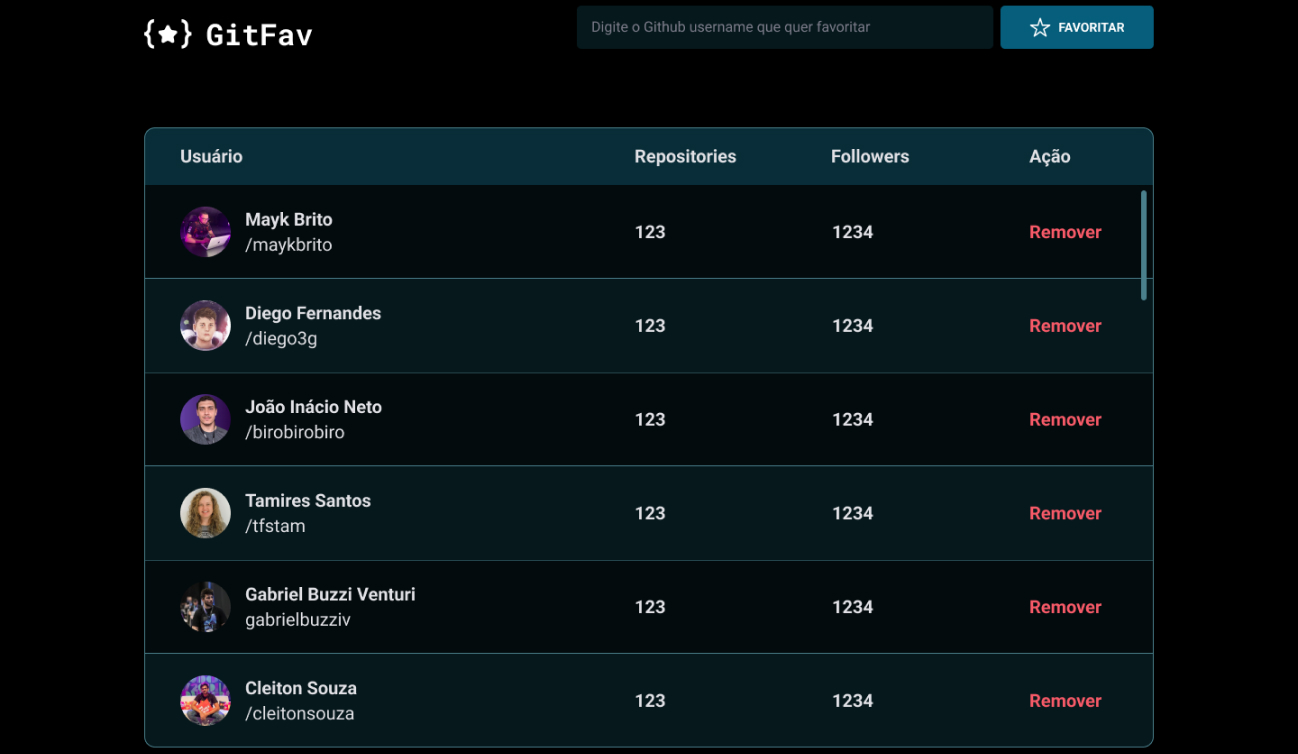 {★} GitFav
Digite o Github username que quer favoritar
FAVORITAR
Usuário Repositories Followers Ação
Mayk Brito
/maykbrito
123 1234 Remover
Diego Fernandes
/diego3g
123 1234 Remover
João Inácio Neto
/birobirobiro
123 1234 Remover
Tamires Santos
/tfstam
123 1234 Remover
Gabriel Buzzi Venturi
gabrielbuzziv
123 1234 Remover
Cleiton Souza
/cleitonsouza
123 1234 Remover